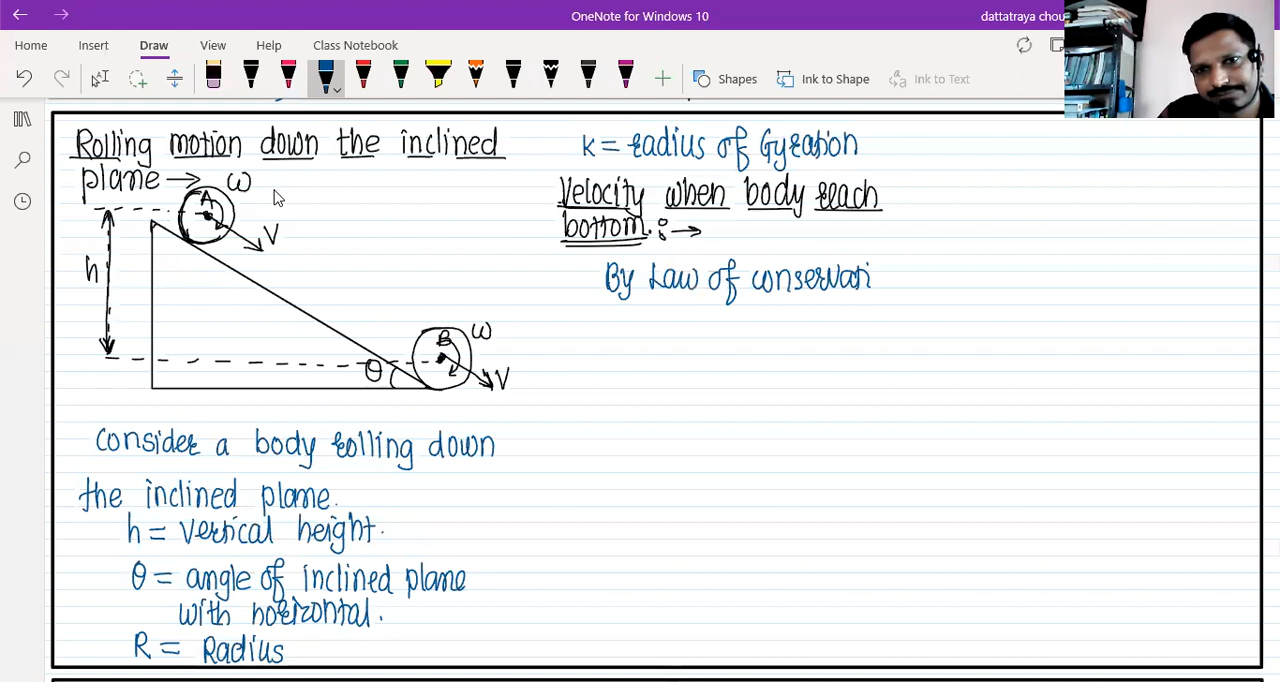 OneNote for Windows 10
dattatraya chou
Home Insert Draw View Help Class Notebook
Shapes Ink to Shape Ink to Text
Rolling motion down the inclined
plane → ω
A
V
h
B ω
θ
V
Consider a body rolling down
the inclined plane.
h = vertical height.
θ = angle of inclined plane
with horizontal.
R = Radius
K = radius of Gyration
Velocity when body reach
bottom. :→
By Law of conservati